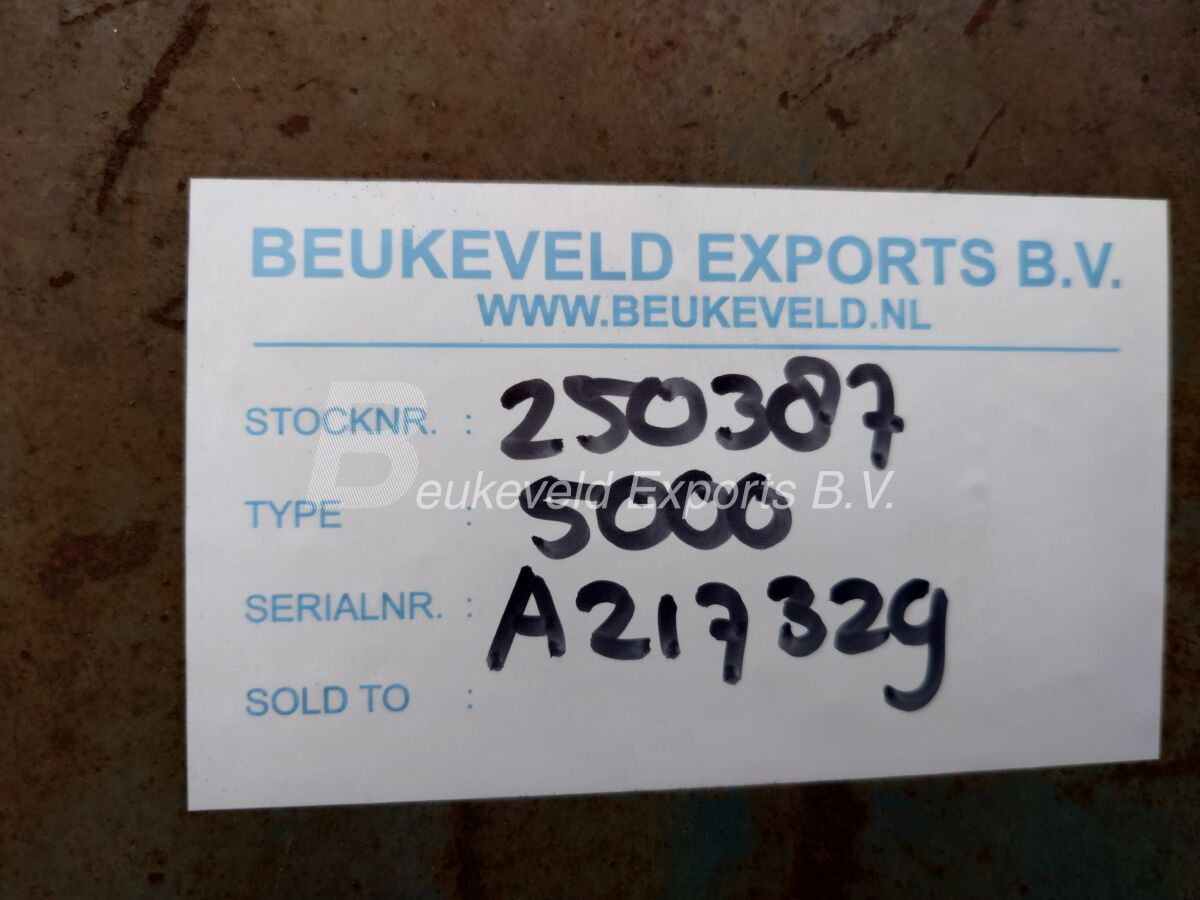 BEUKEVELD EXPORTS B.V.
WWW.BEUKEVELD.NL
STOCKNR. : 250387
Beukeveld Exports B.V.
TYPE : 5000
SERIALNR. : A217329
SOLD TO :